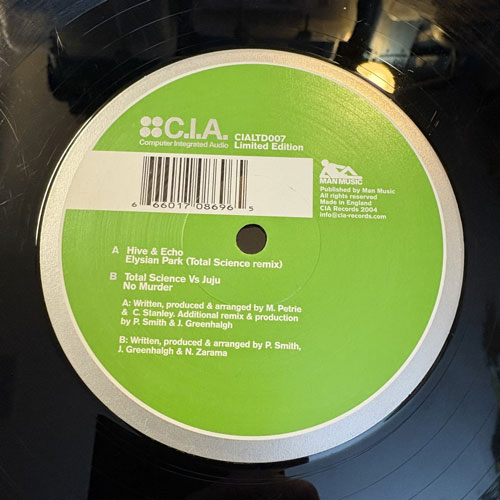 C.I.A.
Computer Integrated Audio
CIALTD007
Limited Edition
6 66017 08696 5
MAN MUSIC
Published by Man Music
All rights reserved
Made in England
CIA Records 2004
info@cia-records.com
A Hive & Echo
Elysian Park (Total Science remix)
B Total Science Vs Juju
No Murder
A: Written, produced & arranged by M. Petrie
& C. Stanley. Additional remix & production
by P. Smith & J. Greenhalgh
B: Written, produced & arranged by P. Smith,
J. Greenhalgh & N. Zarama